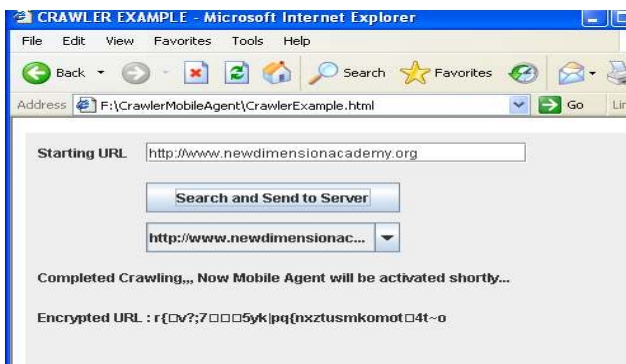 CRAWLER EXAMPLE - Microsoft Internet Explorer
File Edit View Favorites Tools Help
Back Search Favorites
Address F:\CrawlerMobileAgent\CrawlerExample.html Go Lin
Starting URL http://www.newdimensionacademy.org
Search and Send to Server
http://www.newdimensionac...
Completed Crawling,,, Now Mobile Agent will be activated shortly...
Encrypted URL : r{□v?;7□□□5yk|pq{nxztusmkomot□4t~o